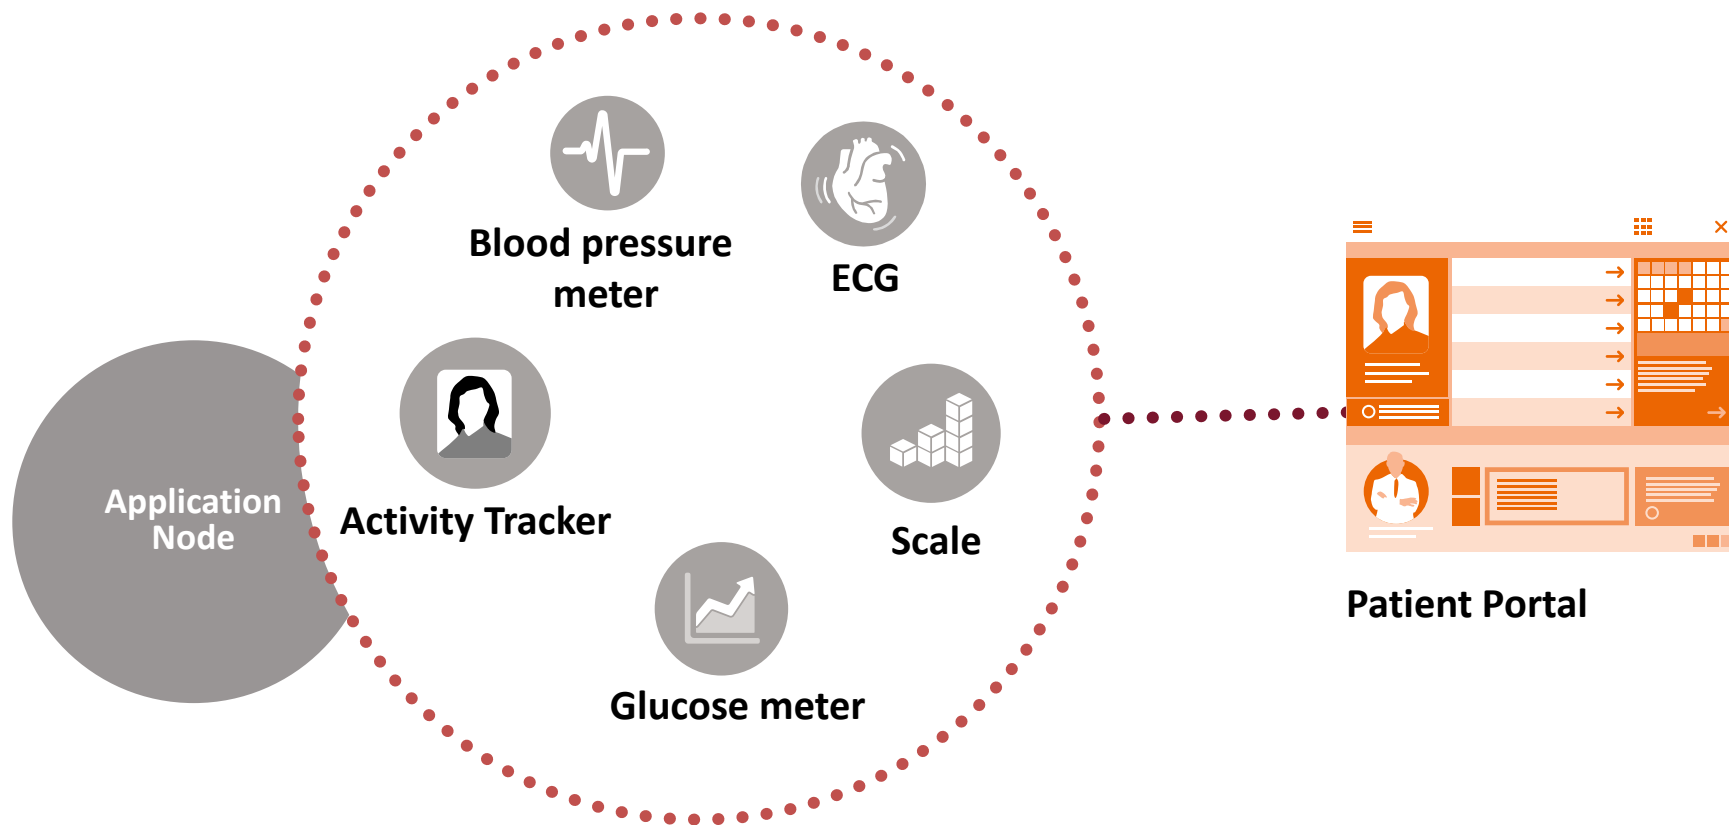 Blood pressure
meter
ECG
Application
Node
Activity Tracker
Scale
Glucose meter
Patient Portal